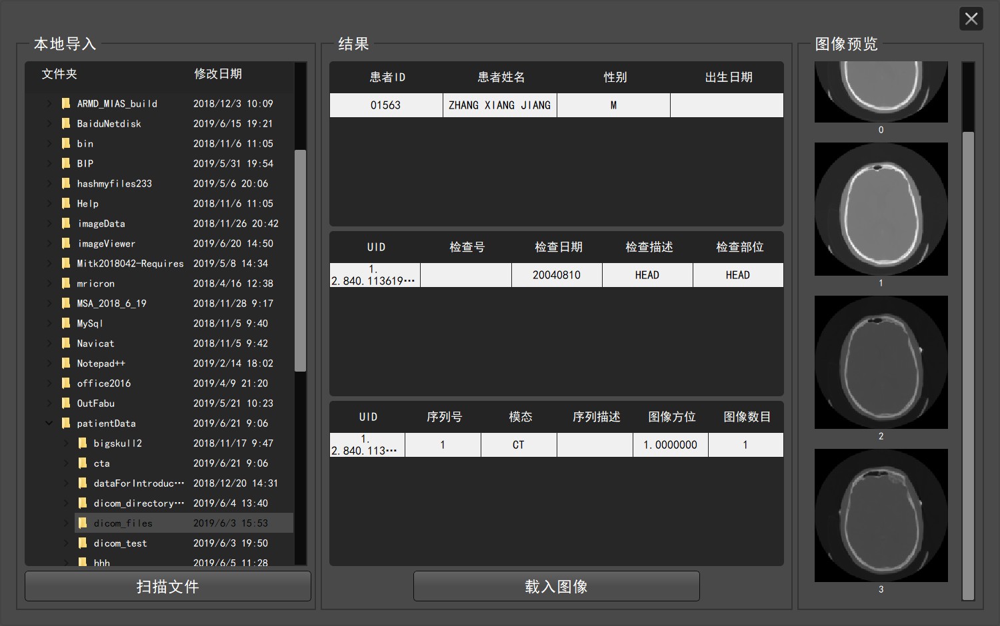 本地导入
文件夹 修改日期
ARMD_MIAS_build 2018/12/3 10:09
BaiduNetdisk 2019/6/15 19:21
bin 2018/11/6 11:05
BIP 2019/5/31 19:54
hashmyfiles233 2019/5/6 20:06
Help 2018/11/6 11:05
imageData 2018/11/26 20:42
imageViewer 2019/6/20 14:50
Mitk2018042-Requires 2019/5/8 14:34
mricron 2018/4/16 12:38
MSA_2018_6_19 2018/11/28 9:17
MySql 2018/11/5 9:40
Navicat 2018/11/5 9:42
Notepad++ 2019/2/14 18:02
office2016 2019/4/9 21:20
OutFabu 2019/5/21 10:23
patientData 2019/6/21 9:06
bigskull2 2018/11/17 9:47
cta 2019/6/21 9:06
dataForIntroduc… 2018/12/20 14:31
dicom_directory… 2019/6/4 13:40
dicom_files 2019/6/3 15:53
dicom_test 2019/6/3 19:50
hhh 2019/6/5 11:28
扫描文件
结果
患者ID 患者姓名 性别 出生日期
01563 ZHANG XIANG JIANG M
UID 检查号 检查日期 检查描述 检查部位
1.
2.840.113619… 20040810 HEAD HEAD
UID 序列号 模态 序列描述 图像方位 图像数目
1.
2.840.113… 1 CT 1.0000000 1
载入图像
图像预览
0
1
2
3